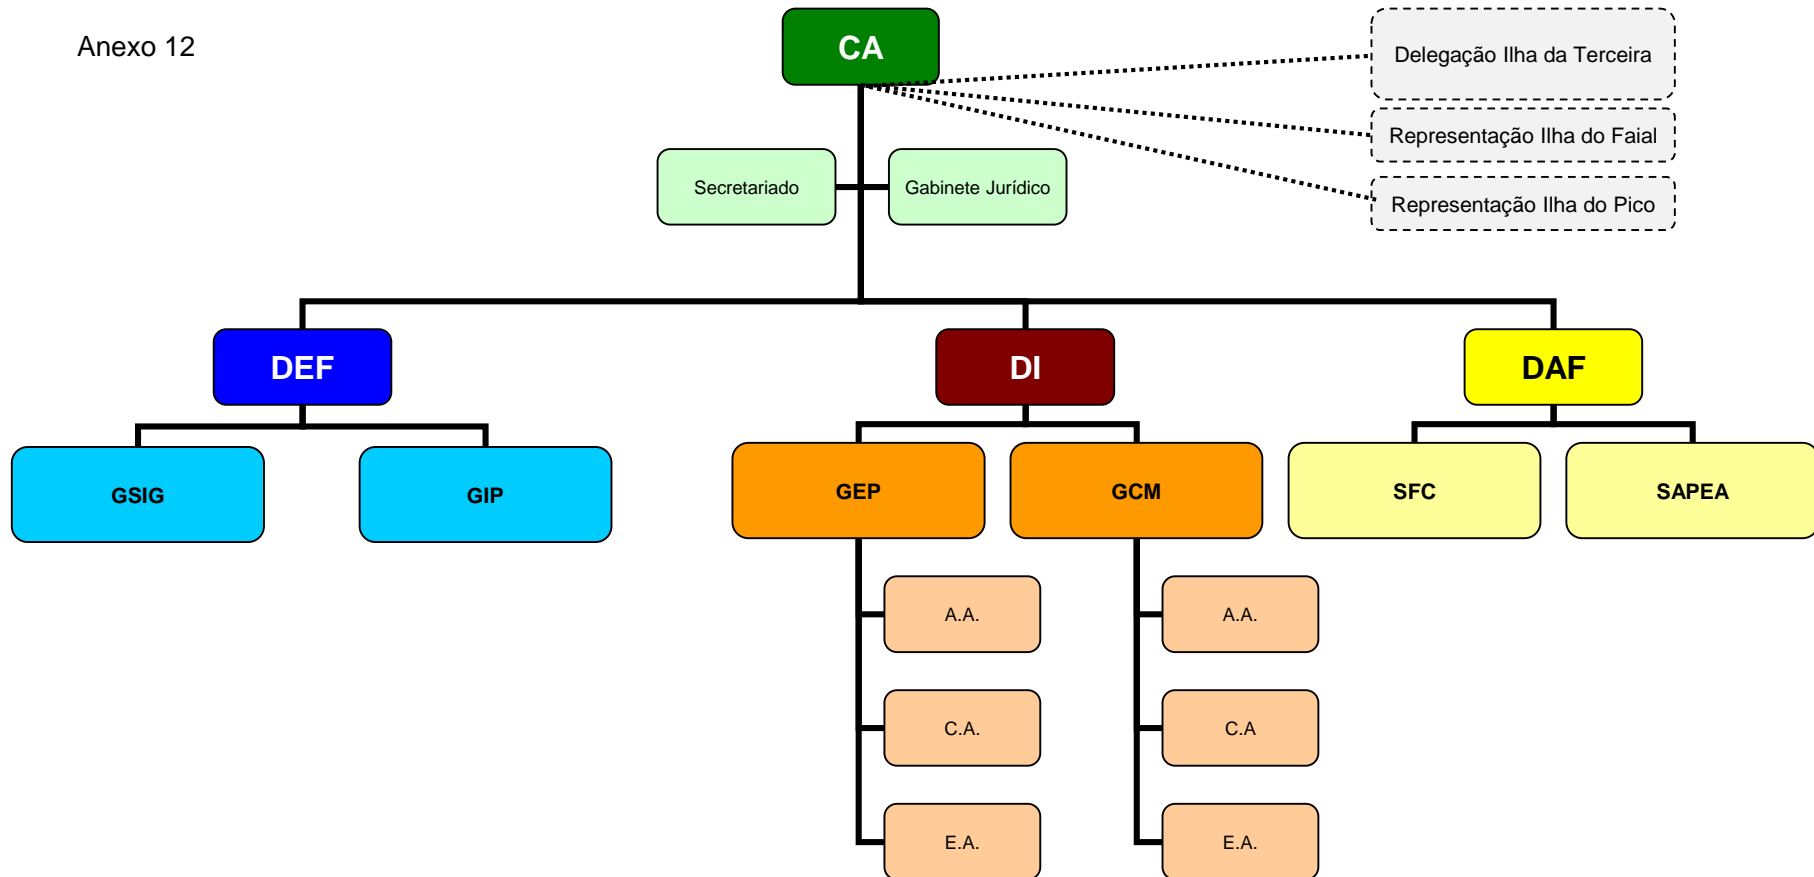 Anexo 12
CA
Delegação Ilha da Terceira
Representação Ilha do Faial
Representação Ilha do Pico
Secretariado
Gabinete Jurídico
DEF
DI
DAF
GSIG
GIP
GEP
GCM
SFC
SAPEA
A.A.
A.A.
C.A.
C.A
E.A.
E.A.